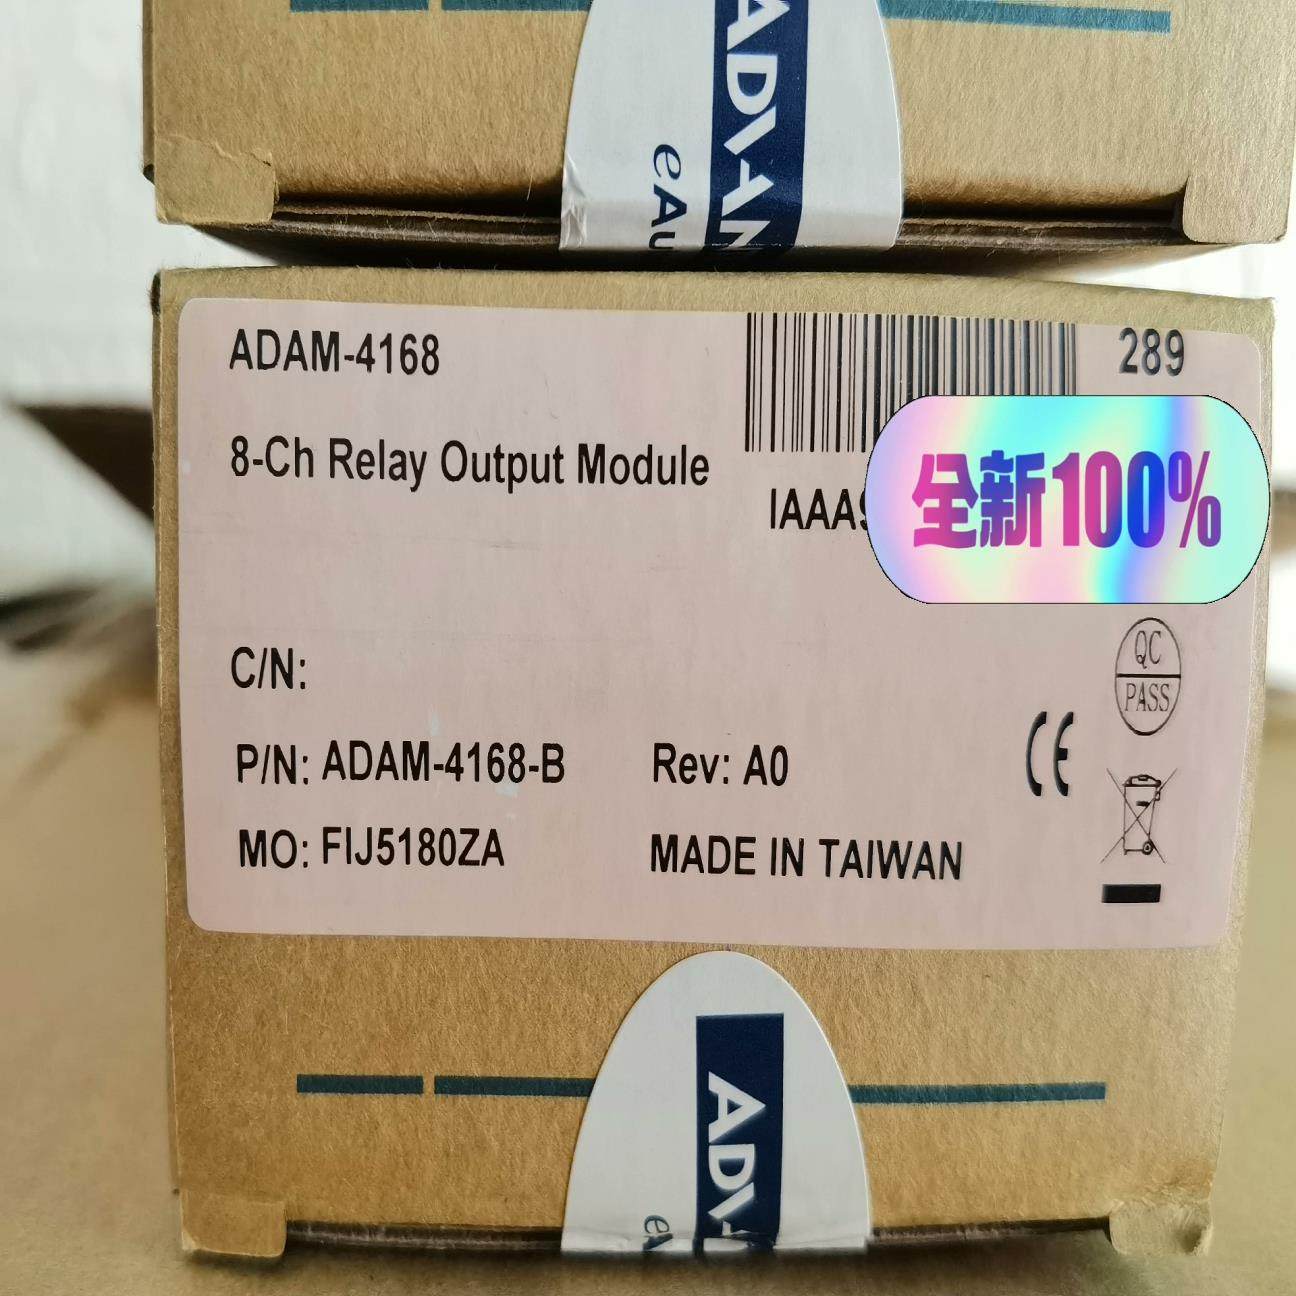 ADAM-4168
289
8-Ch Relay Output Module
全新100%
C/N:
QC
PASS
P/N: ADAM-4168-B
Rev: A0
CE
MO: FIJ5180ZA
MADE IN TAIWAN